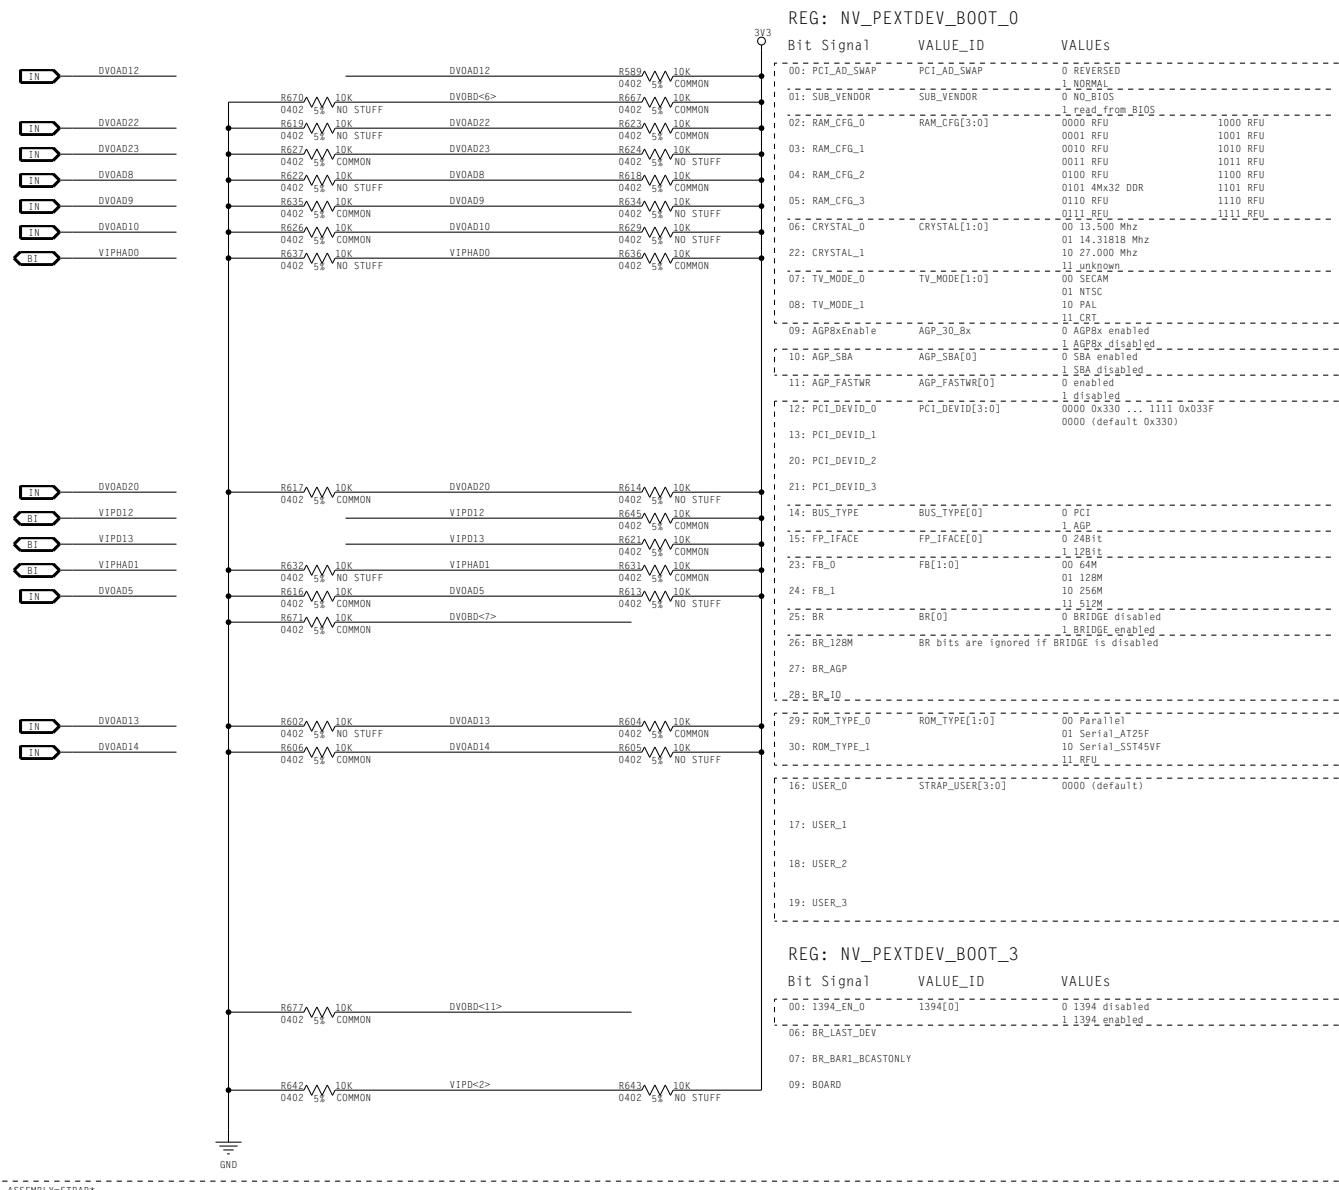 REG: NV_PEXTDEV_BOOT_0
3V3
Bit Signal VALUE_ID VALUEs
IN DVOAD12 DVOAD12 R589 10K 00: PCI_AD_SWAP PCI_AD_SWAP 0 REVERSED
0402 5% COMMON 1 NORMAL
R670 10K DVOBD<6> R667 10K 01: SUB_VENDOR SUB_VENDOR 0 NO_BIOS
0402 5% NO STUFF 0402 5% COMMON 1 read_from_BIOS
IN DVOAD22 R619 10K DVOAD22 R623 10K 02: RAM_CFG_0 RAM_CFG[3:0] 0000 RFU 1000 RFU
0402 5% NO STUFF 0402 5% COMMON 0001 RFU 1001 RFU
IN DVOAD23 R627 10K DVOAD23 R624 10K 03: RAM_CFG_1 0010 RFU 1010 RFU
0402 5% COMMON 0402 5% NO STUFF 0011 RFU 1011 RFU
IN DVOAD8 R622 10K DVOAD8 R618 10K 04: RAM_CFG_2 0100 RFU 1100 RFU
0402 5% NO STUFF 0402 5% COMMON 0101 4Mx32 DDR 1101 RFU
IN DVOAD9 R635 10K DVOAD9 R634 10K 05: RAM_CFG_3 0110 RFU 1110 RFU
0402 5% COMMON 0402 5% NO STUFF 0111 RFU 1111 RFU
IN DVOAD10 R626 10K DVOAD10 R629 10K 06: CRYSTAL_0 CRYSTAL[1:0] 00 13.500 Mhz
0402 5% COMMON 0402 5% NO STUFF 01 14.31818 Mhz
BI VIPHAD0 R637 10K VIPHAD0 R636 10K 22: CRYSTAL_1 10 27.000 Mhz
0402 5% NO STUFF 0402 5% COMMON 11 unknown
07: TV_MODE_0 TV_MODE[1:0] 00 SECAM
01 NTSC
08: TV_MODE_1 10 PAL
11 CRT
09: AGP8xEnable AGP_30_8x 0 AGP8x enabled
1 AGP8x disabled
10: AGP_SBA AGP_SBA[0] 0 SBA enabled
1 SBA disabled
11: AGP_FASTWR AGP_FASTWR[0] 0 enabled
1 disabled
12: PCI_DEVID_0 PCI_DEVID[3:0] 0000 0x330 ... 1111 0x033F
0000 (default 0x330)
13: PCI_DEVID_1
20: PCI_DEVID_2
IN DVOAD20 R617 10K DVOAD20 R614 10K 21: PCI_DEVID_3
0402 5% COMMON 0402 5% NO STUFF
BI VIPD12 VIPD12 R645 10K 14: BUS_TYPE BUS_TYPE[0] 0 PCI
0402 5% COMMON 1 AGP
BI VIPD13 VIPD13 R621 10K 15: FP_IFACE FP_IFACE[0] 0 24Bit
0402 5% COMMON 1 12Bit
BI VIPHAD1 R632 10K VIPHAD1 R631 10K 23: FB_0 FB[1:0] 00 64M
0402 5% NO STUFF 0402 5% COMMON 01 128M
IN DVOAD5 R616 10K DVOAD5 R613 10K 24: FB_1 10 256M
0402 5% COMMON 0402 5% NO STUFF 11 512M
R671 10K DVOBD<7> 25: BR BR[0] 0 BRIDGE disabled
0402 5% COMMON 1 BRIDGE enabled
26: BR_128M BR bits are ignored if BRIDGE is disabled
27: BR_AGP
28: BR_IO
IN DVOAD13 R602 10K DVOAD13 R604 10K 29: ROM_TYPE_0 ROM_TYPE[1:0] 00 Parallel
0402 5% NO STUFF 0402 5% COMMON 01 Serial_AT25F
IN DVOAD14 R606 10K DVOAD14 R605 10K 30: ROM_TYPE_1 10 Serial_SST45VF
0402 5% COMMON 0402 5% NO STUFF 11 RFU
16: USER_0 STRAP_USER[3:0] 0000 (default)
17: USER_1
18: USER_2
19: USER_3
REG: NV_PEXTDEV_BOOT_3
Bit Signal VALUE_ID VALUEs
R677 10K DVOBD<11> 00: 1394_EN_0 1394[0] 0 1394 disabled
0402 5% COMMON 1 1394 enabled
06: BR_LAST_DEV
07: BR_BAR1_BCASTONLY
R642 10K VIPD<2> R643 10K 09: BOARD
0402 5% COMMON 0402 5% NO STUFF
GND
ASSEMBLY=STRAP*